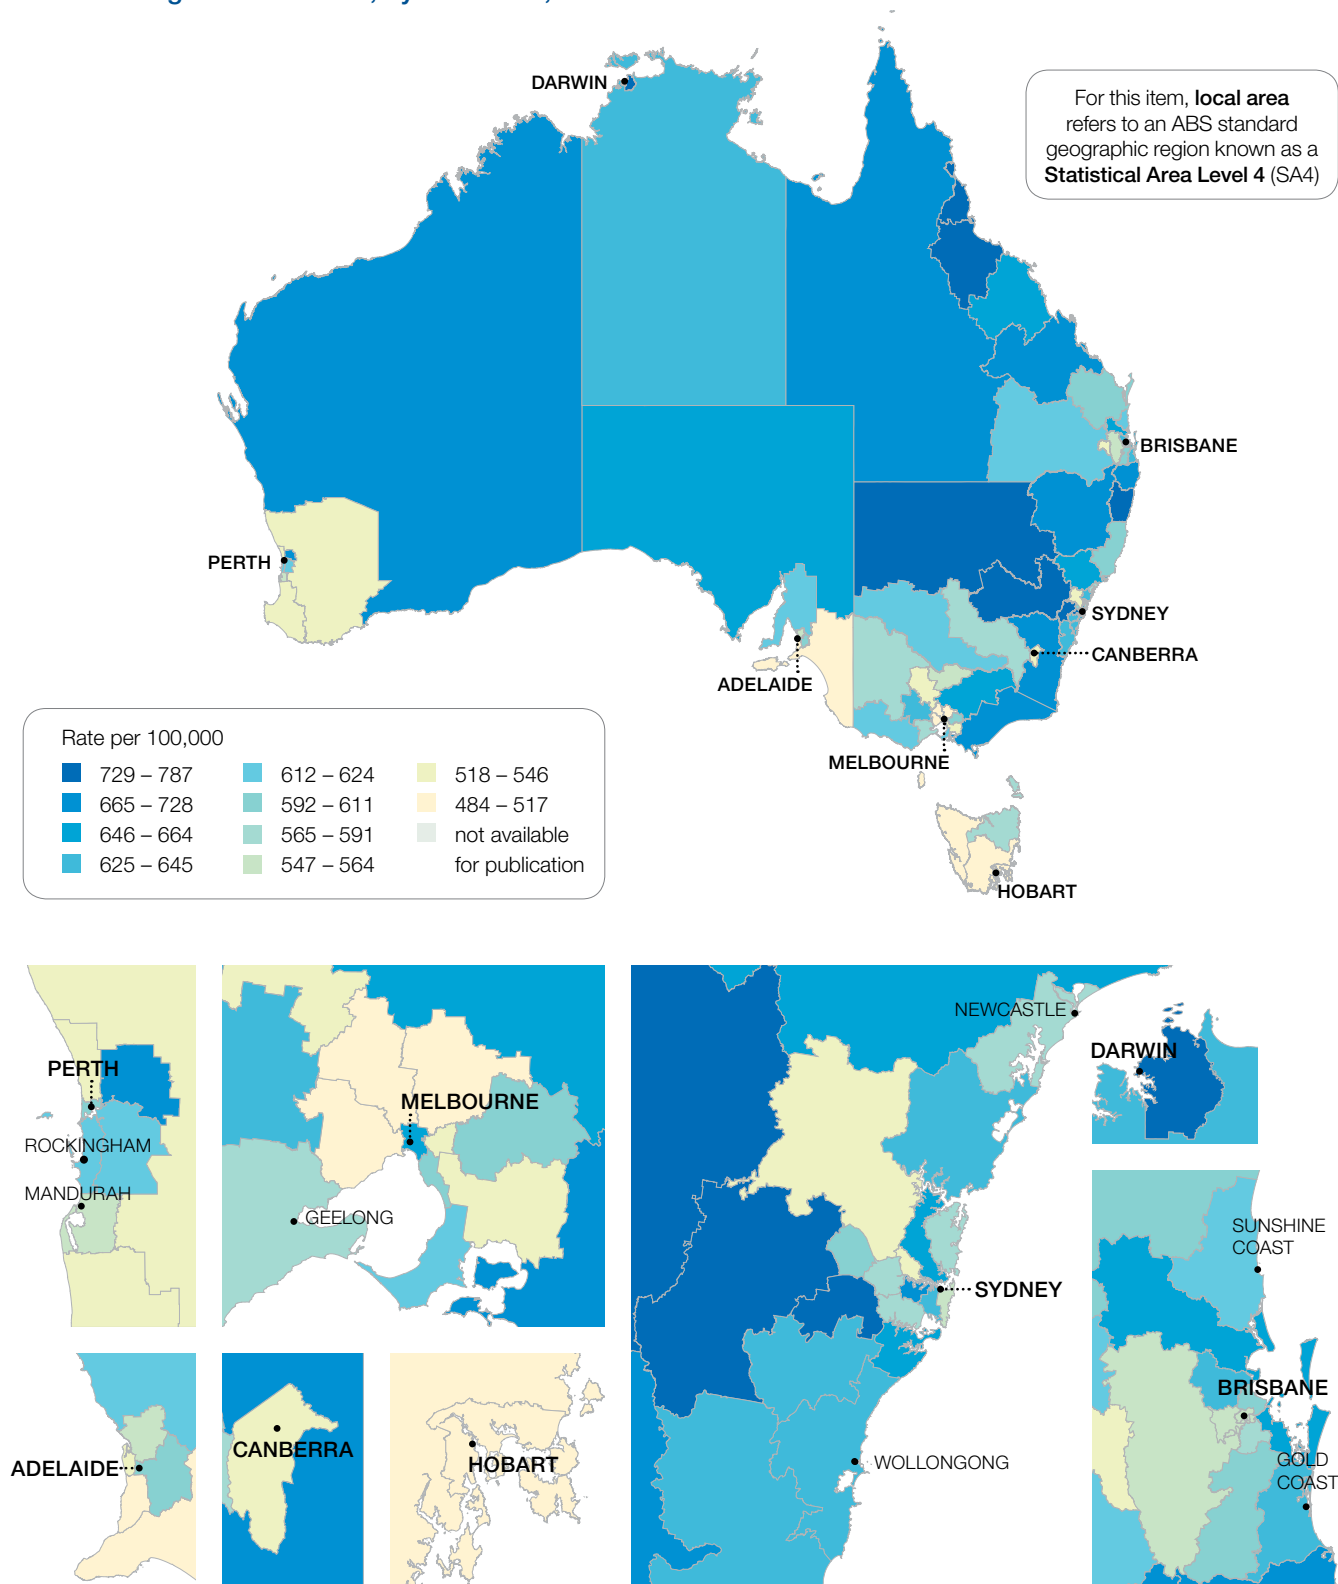 DARWIN
For this item, local area
refers to an ABS standard
geographic region known as a
Statistical Area Level 4 (SA4)
BRISBANE
PERTH
SYDNEY
CANBERRA
ADELAIDE
MELBOURNE
HOBART
Rate per 100,000
729 – 787
665 – 728
646 – 664
625 – 645
612 – 624
592 – 611
565 – 591
547 – 564
518 – 546
484 – 517
not available
for publication
PERTH
ROCKINGHAM
MANDURAH
MELBOURNE
GEELONG
NEWCASTLE
SYDNEY
WOLLONGONG
DARWIN
SUNSHINE
COAST
BRISBANE
GOLD
COAST
ADELAIDE
CANBERRA
HOBART